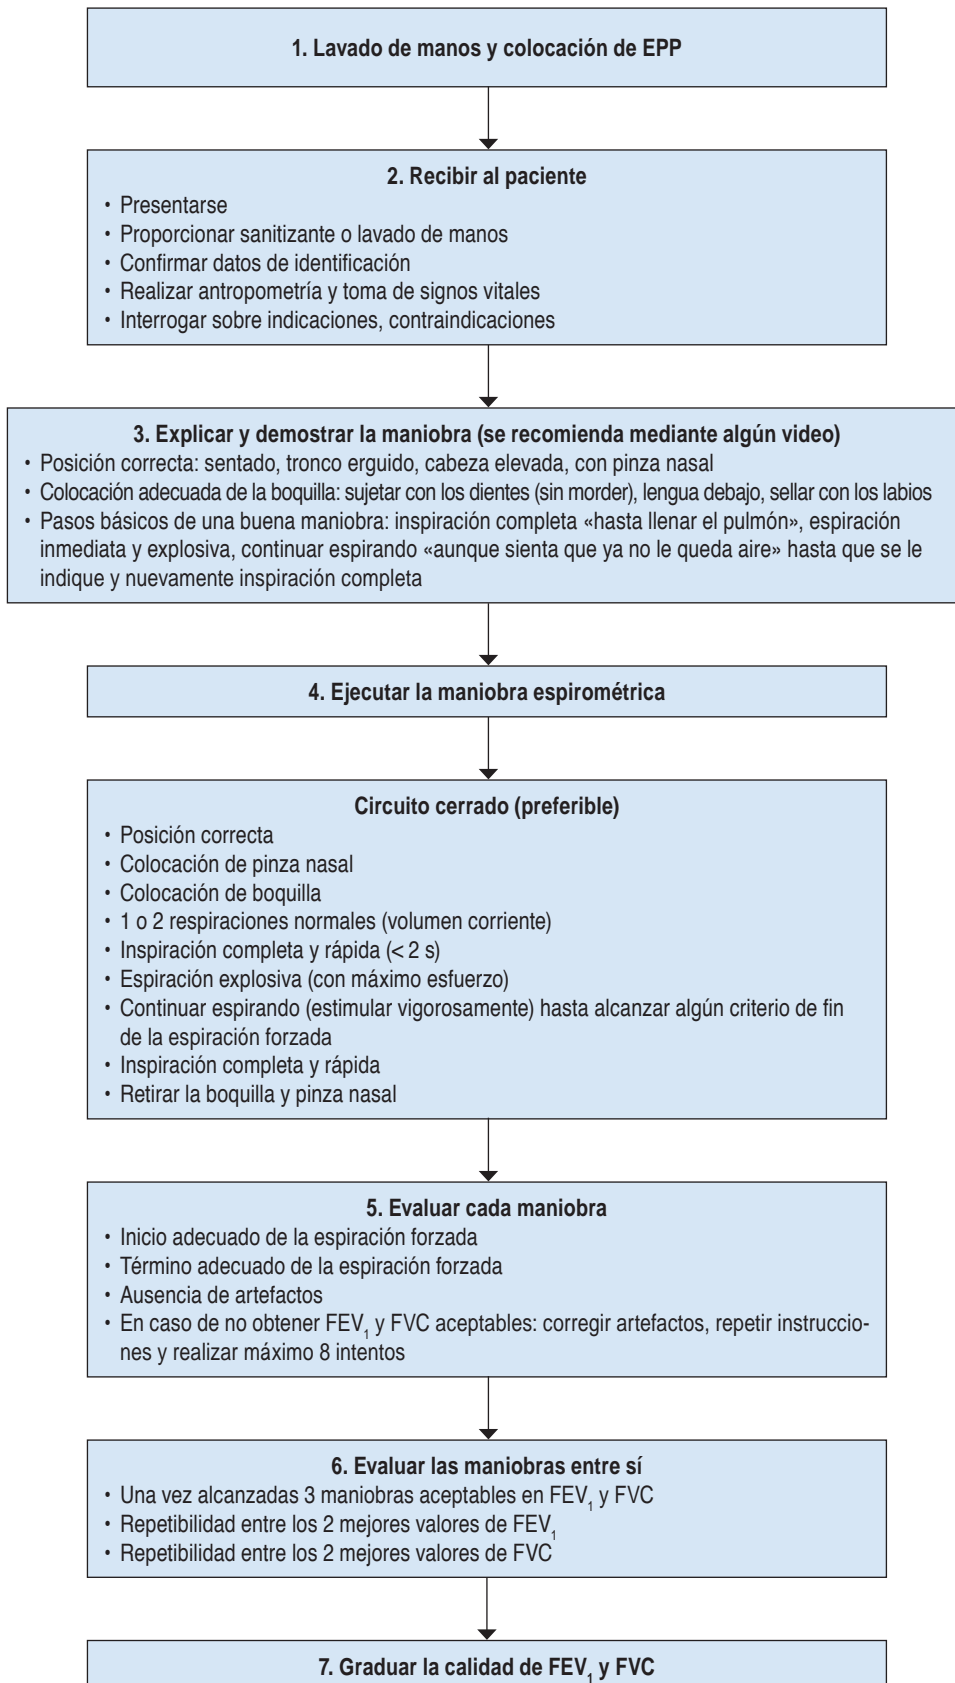 1. Lavado de manos y colocación de EPP
2. Recibir al paciente
• Presentarse
• Proporcionar sanitizante o lavado de manos
• Confirmar datos de identificación
• Realizar antropometría y toma de signos vitales
• Interrogar sobre indicaciones, contraindicaciones
3. Explicar y demostrar la maniobra (se recomienda mediante algún video)
• Posición correcta: sentado, tronco erguido, cabeza elevada, con pinza nasal
• Colocación adecuada de la boquilla: sujetar con los dientes (sin morder), lengua debajo, sellar con los labios
• Pasos básicos de una buena maniobra: inspiración completa «hasta llenar el pulmón», espiración
inmediata y explosiva, continuar espirando «aunque sienta que ya no le queda aire» hasta que se le
indique y nuevamente inspiración completa
4. Ejecutar la maniobra espirométrica
Circuito cerrado (preferible)
• Posición correcta
• Colocación de pinza nasal
• Colocación de boquilla
• 1 o 2 respiraciones normales (volumen corriente)
• Inspiración completa y rápida (< 2 s)
• Espiración explosiva (con máximo esfuerzo)
• Continuar espirando (estimular vigorosamente) hasta alcanzar algún criterio de fin
de la espiración forzada
• Inspiración completa y rápida
• Retirar la boquilla y pinza nasal
5. Evaluar cada maniobra
• Inicio adecuado de la espiración forzada
• Término adecuado de la espiración forzada
• Ausencia de artefactos
• En caso de no obtener FEV₁ y FVC aceptables: corregir artefactos, repetir instruccio-
nes y realizar máximo 8 intentos
6. Evaluar las maniobras entre sí
• Una vez alcanzadas 3 maniobras aceptables en FEV₁ y FVC
• Repetibilidad entre los 2 mejores valores de FEV₁
• Repetibilidad entre los 2 mejores valores de FVC
7. Graduar la calidad de FEV₁ y FVC